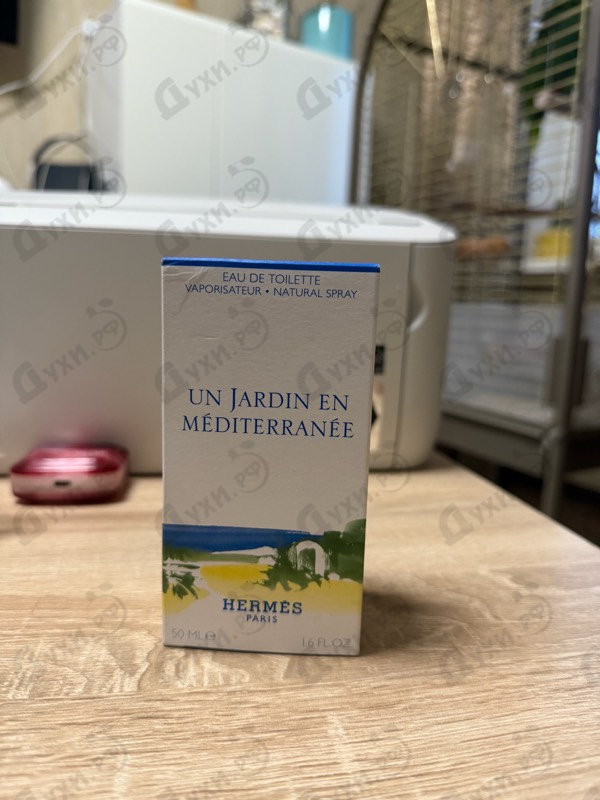 EAU DE TOILETTE
VAPORISATEUR • NATURAL SPRAY
UN JARDIN EN
MÉDITERRANÉE
HERMÈS
PARIS
50 ML ℮ 1.6 FL.OZ
Духи.рф